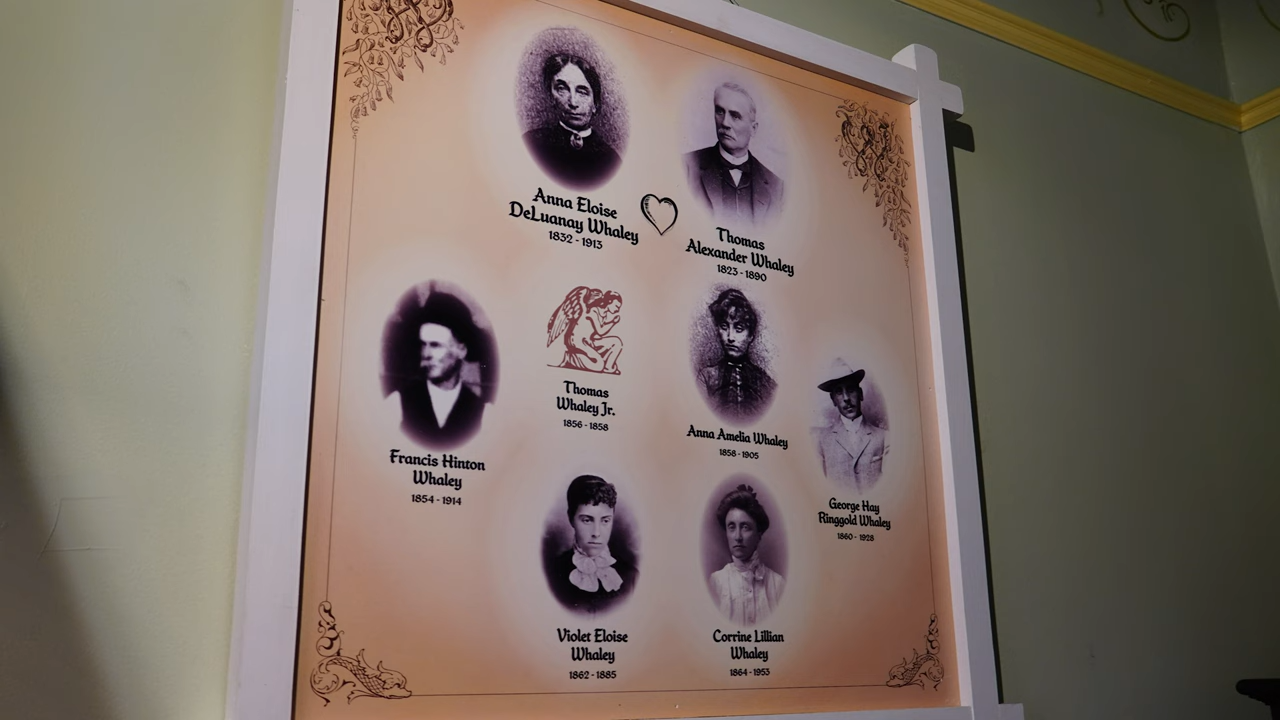 Anna Eloise
DeLuanay Whaley
1832 - 1913
Thomas
Alexander Whaley
1823 - 1890
Francis Hinton
Whaley
1854 - 1914
Thomas
Whaley Jr.
1856 - 1858
Anna Amelia Whaley
1858 - 1905
George Hay
Ringgold Whaley
1860 - 1928
Violet Eloise
Whaley
1862 - 1885
Corrine Lillian
Whaley
1864 - 1953